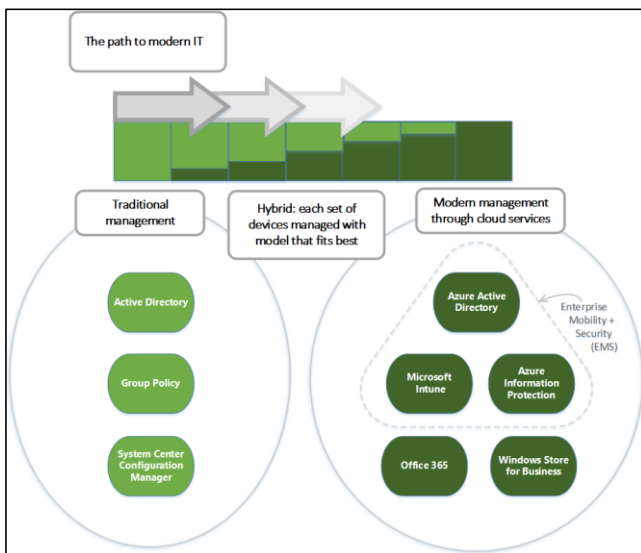 The path to modern IT
Traditional
management
Hybrid: each set of
devices managed with
model that fits best
Modern management
through cloud services
Active Directory
Group Policy
System Center
Configuration
Manager
Azure Active
Directory
Enterprise
Mobility +
Security
(EMS)
Microsoft
Intune
Azure
Information
Protection
Office 365
Windows Store
for Business